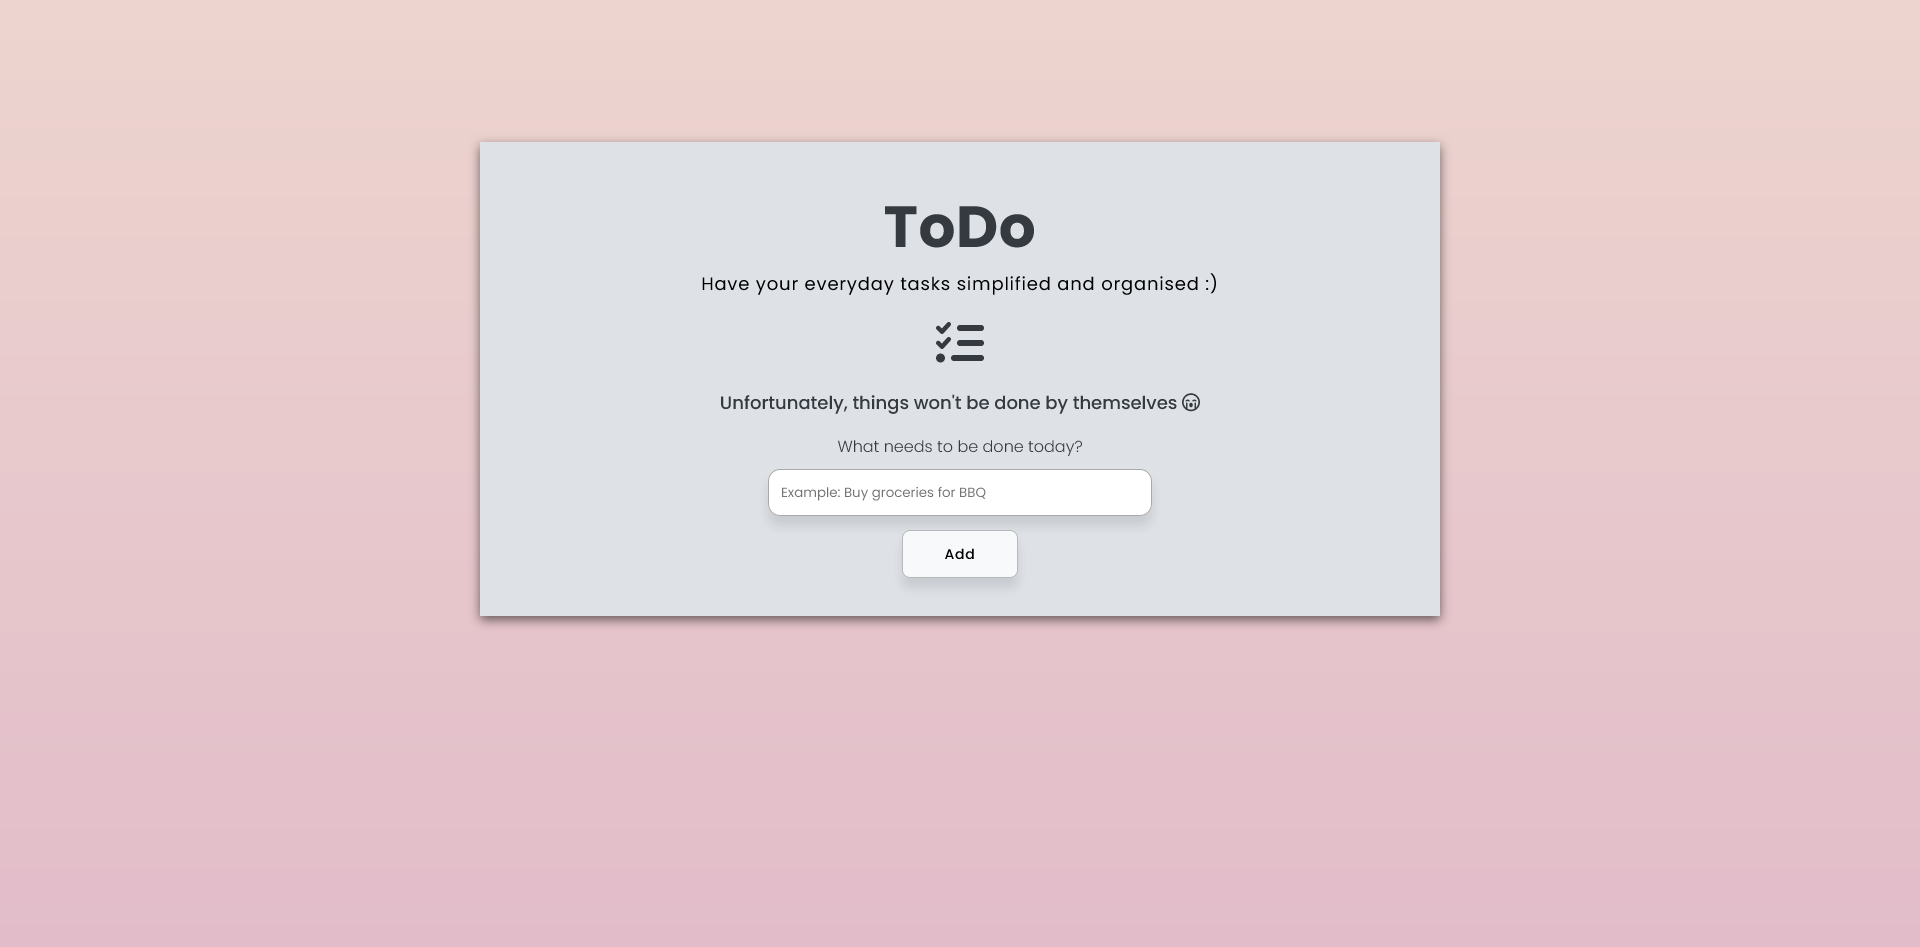 ToDo
Have your everyday tasks simplified and organised :)
Unfortunately, things won't be done by themselves
What needs to be done today?
Example: Buy groceries for BBQ
Add